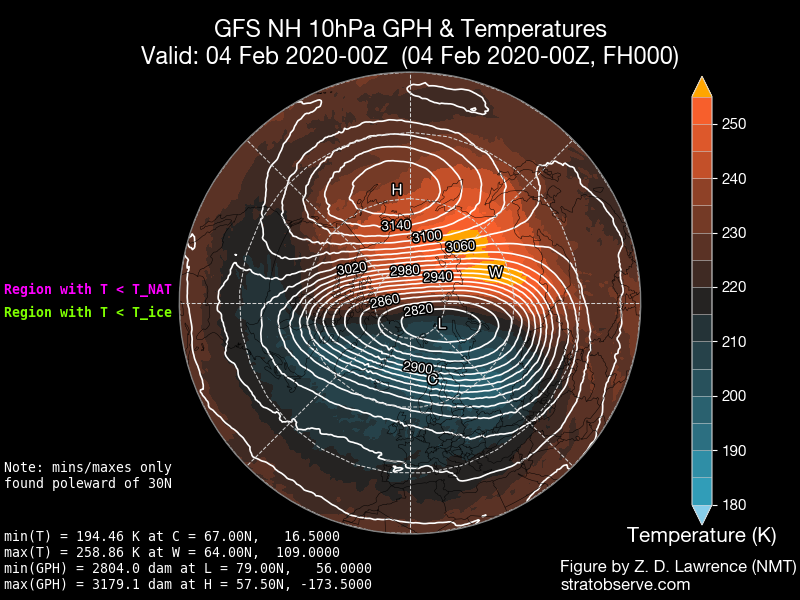 GFS NH 10hPa GPH & Temperatures
Valid: 04 Feb 2020-00Z (04 Feb 2020-00Z, FH000)
H
3140
3100
3060
3020
2980
2940
W
2860
2820
L
2900
C
250
240
230
220
210
200
190
180
Temperature (K)
Region with T < T_NAT
Region with T < T_ice
Note: mins/maxes only
found poleward of 30N
min(T) = 194.46 K at C = 67.00N, 16.5000
max(T) = 258.86 K at W = 64.00N, 109.0000
min(GPH) = 2804.0 dam at L = 79.00N, 56.0000
max(GPH) = 3179.1 dam at H = 57.50N, -173.5000
Figure by Z. D. Lawrence (NMT)
stratobserve.com